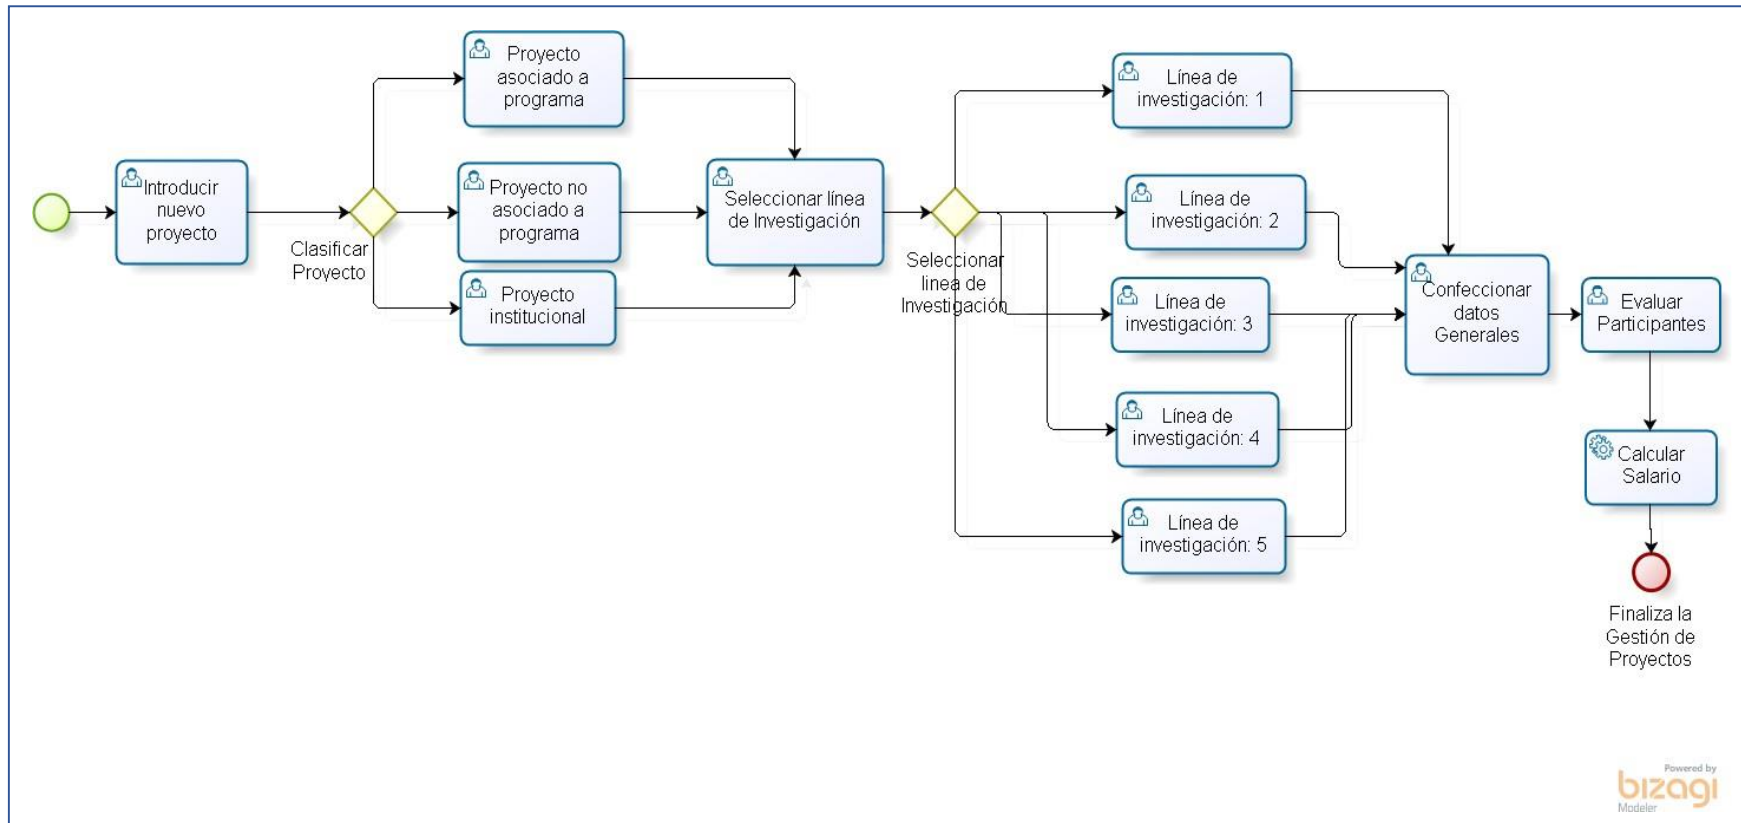 Introducir
nuevo
proyecto
Clasificar
Proyecto
Proyecto
asociado a
programa
Proyecto no
asociado a
programa
Proyecto
institucional
Seleccionar línea
de Investigación
Seleccionar
linea de
Investigación
Línea de
investigación: 1
Línea de
investigación: 2
Línea de
investigación: 3
Línea de
investigación: 4
Línea de
investigación: 5
Confeccionar
datos
Generales
Evaluar
Participantes
Calcular
Salario
Finaliza la
Gestión de
Proyectos
Powered by
bizagi
Modeler